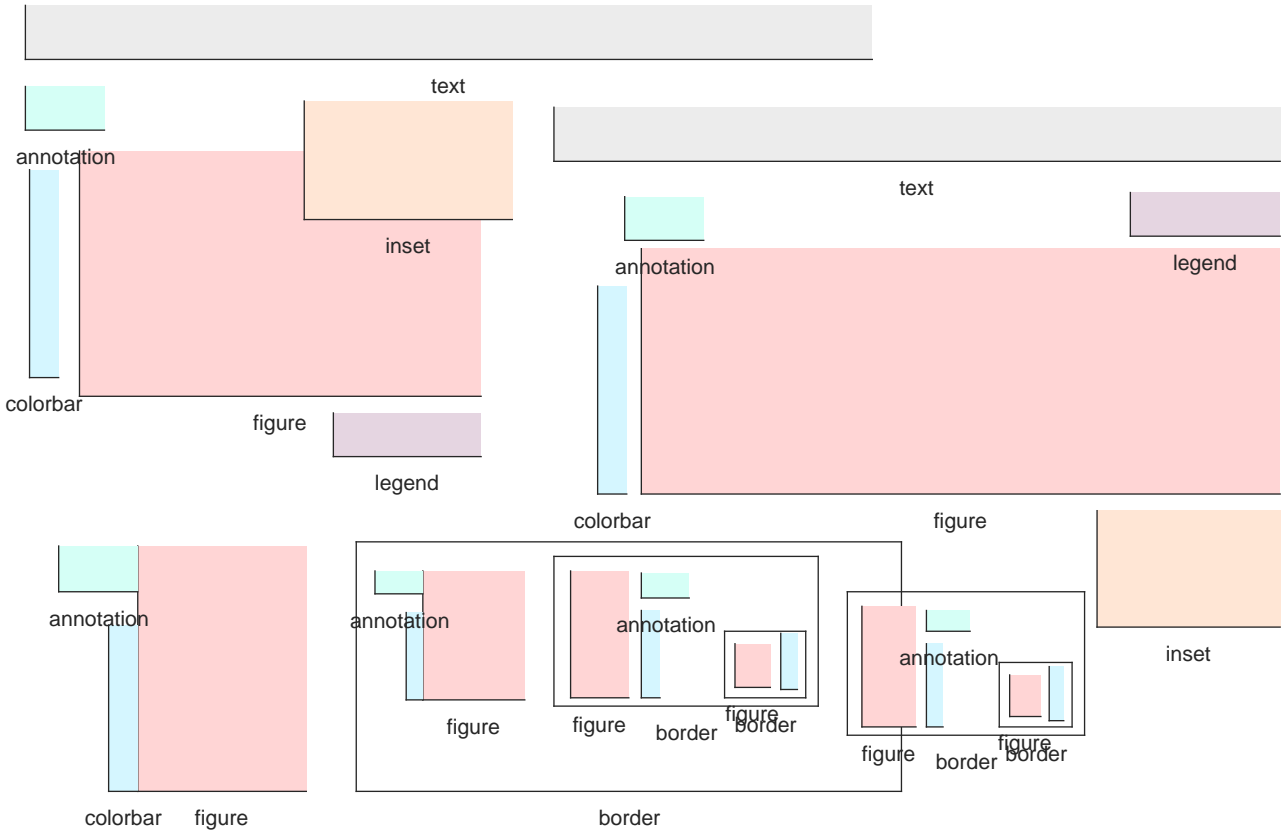 text
annotation
text
inset
legend
annotation
colorbar
figure
legend
colorbar
figure
annotation
annotation
annotation
annotation
inset
figure
figure
figure
border
border
figure
figure
border
border
colorbar
figure
border